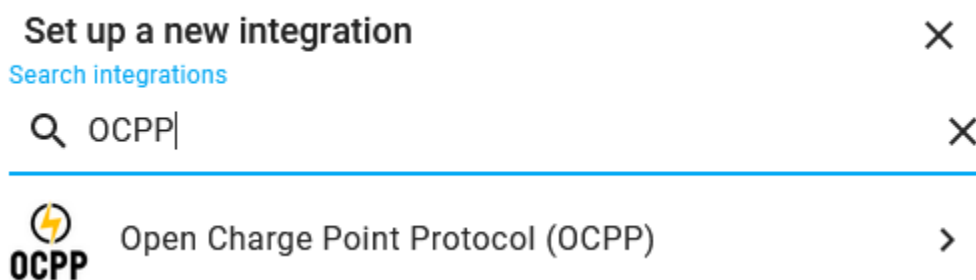 Set up a new integration
Search integrations
OCPP
Open Charge Point Protocol (OCPP)
OCPP